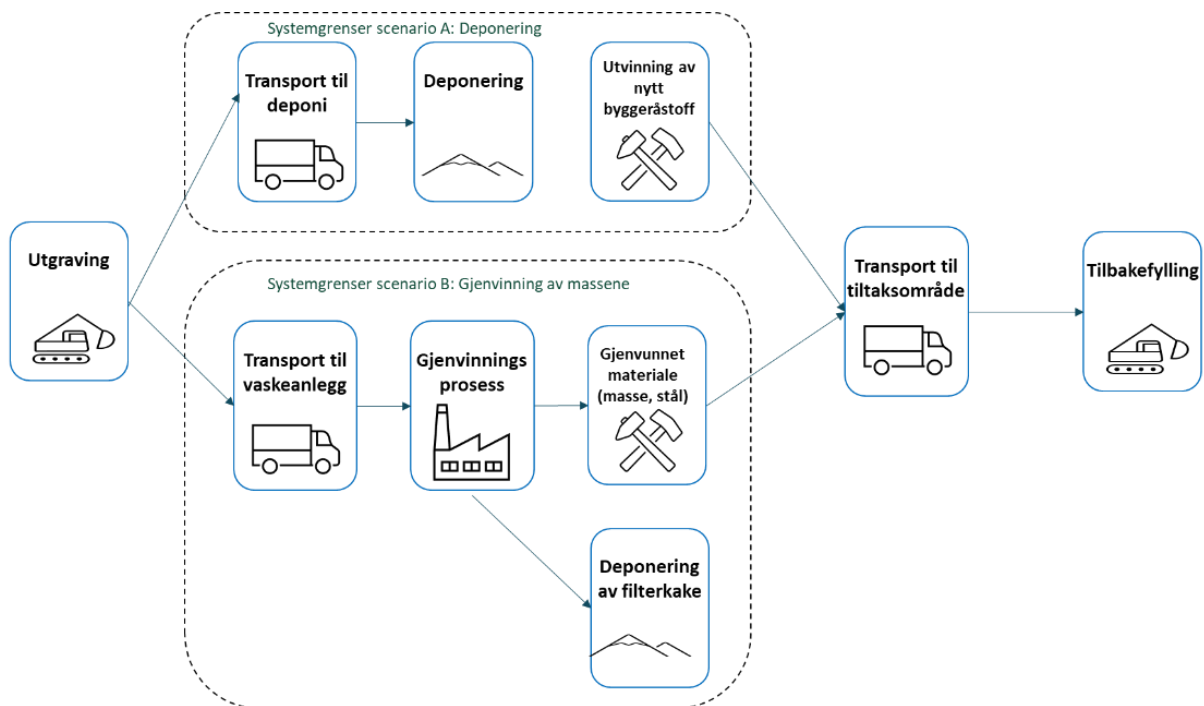 Systemgrenser scenario A: Deponering
Transport til
deponi
Deponering
Utvinning av
nytt
byggeråstoff
Utgraving
Transport til
tiltaksområde
Tilbakefylling
Systemgrenser scenario B: Gjenvinning av massene
Transport til
vaskeanlegg
Gjenvinnings
prosess
Gjenvunnet
materiale
(masse, stål)
Deponering
av filterkake